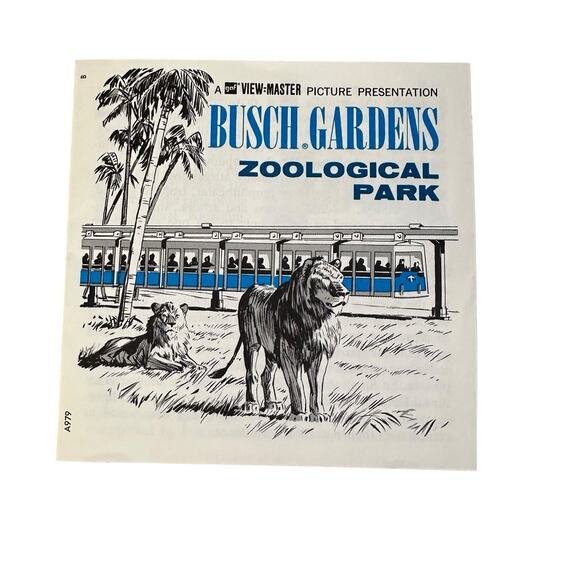 B
A gaf® VIEW-MASTER PICTURE PRESENTATION
BUSCH® GARDENS
ZOOLOGICAL
PARK
A979